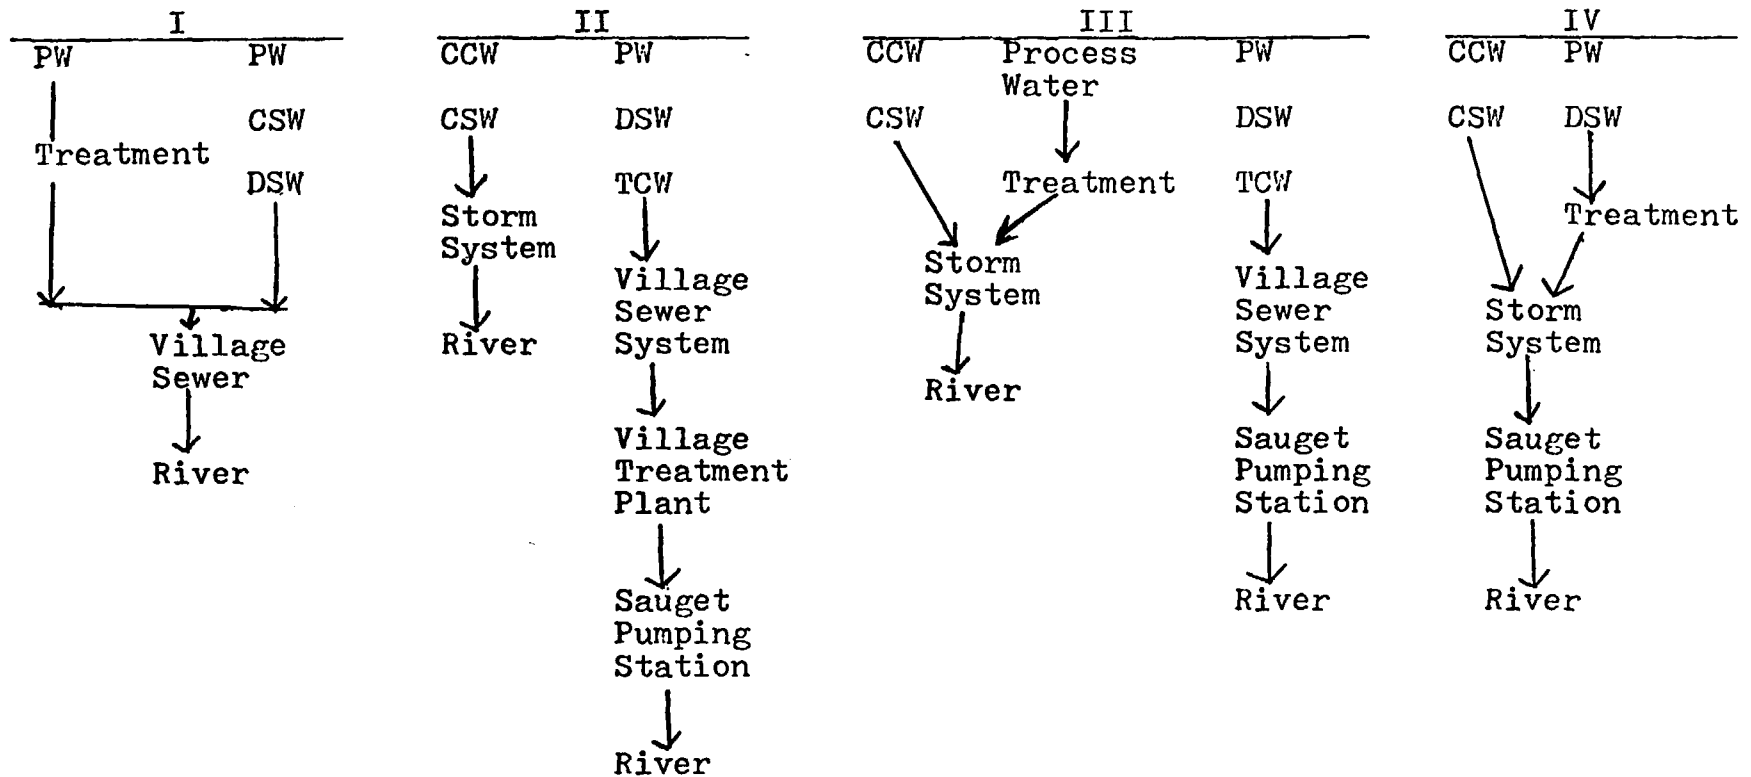 I
PW PW
CSW
Treatment
DSW
Village
Sewer
River
II
CCW PW
CSW DSW
TCW
Storm
System
River
Village
Sewer
System
Village
Treatment
Plant
Sauget
Pumping
Station
River
III
CCW Process PW
Water
CSW DSW
Treatment TCW
Storm
System
River
Village
Sewer
System
Sauget
Pumping
Station
River
IV
CCW PW
CSW DSW
Treatment
Storm
System
Sauget
Pumping
Station
River